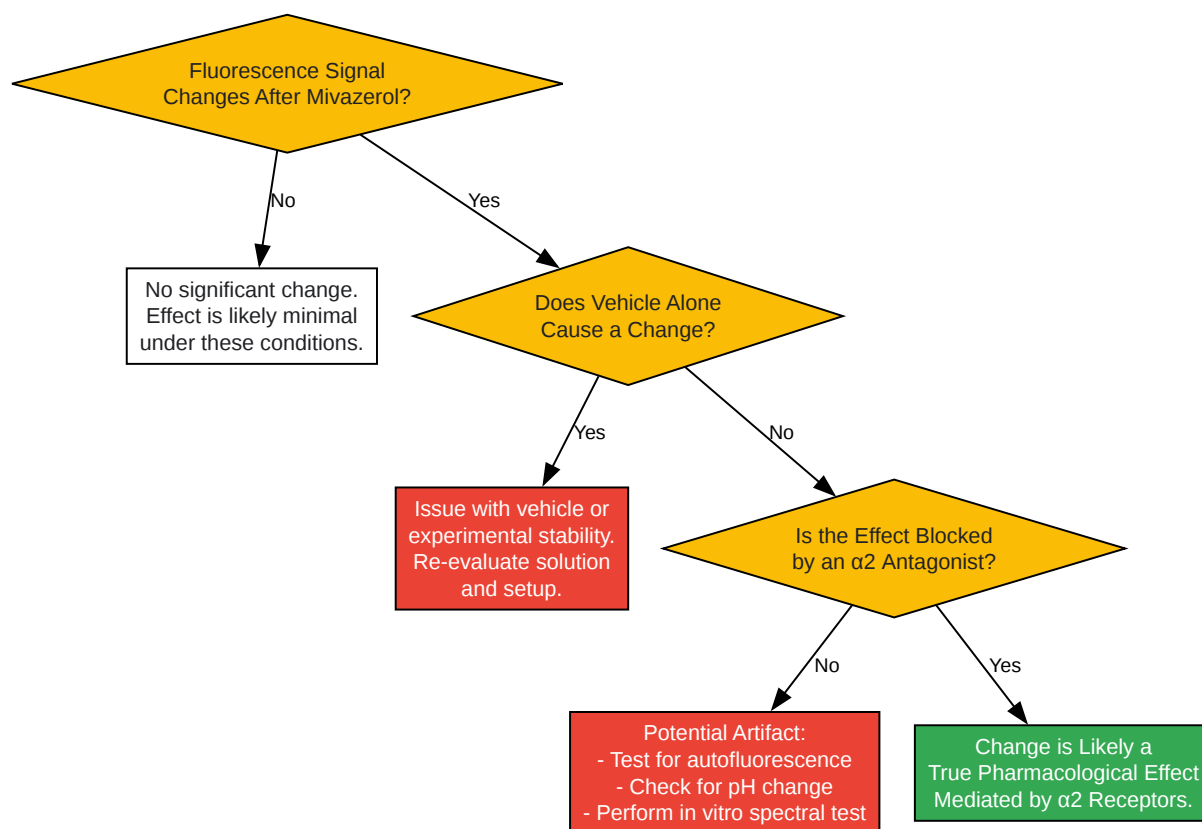 Fluorescence Signal
Changes After Mivazerol?
No
Yes
No significant change.
Effect is likely minimal
under these conditions.
Does Vehicle Alone
Cause a Change?
Yes
No
Issue with vehicle or
experimental stability.
Re-evaluate solution
and setup.
Is the Effect Blocked
by an α2 Antagonist?
No
Yes
Potential Artifact:
- Test for autofluorescence
- Check for pH change
- Perform in vitro spectral test
Change is Likely a
True Pharmacological Effect
Mediated by α2 Receptors.